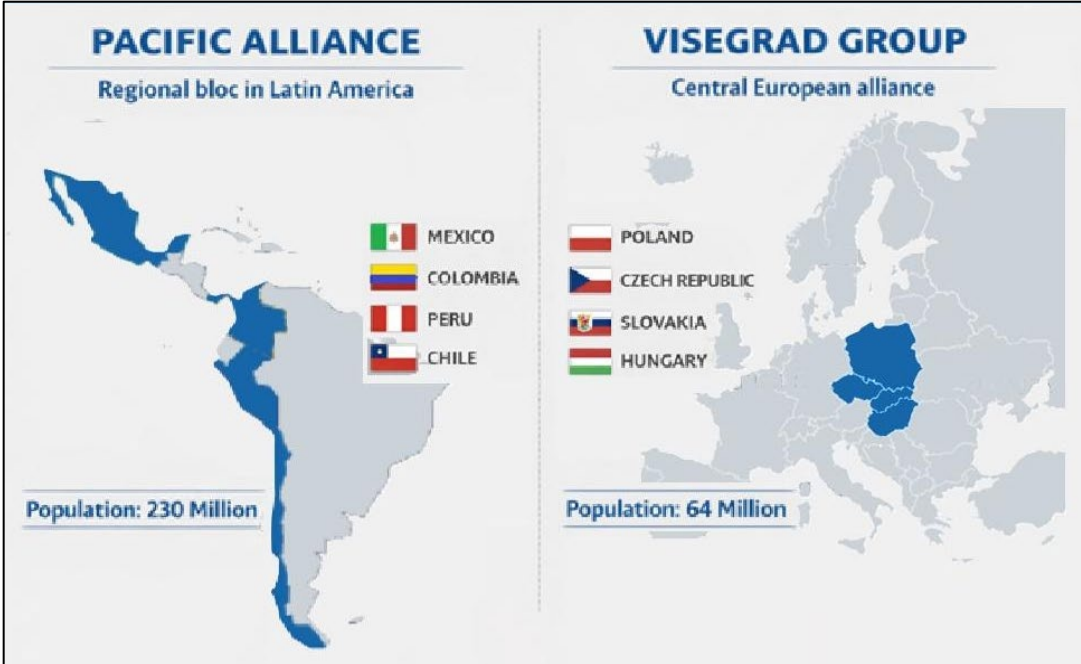 PACIFIC ALLIANCE
Regional bloc in Latin America
MEXICO
COLOMBIA
PERU
CHILE
Population: 230 Million
VISEGRAD GROUP
Central European alliance
POLAND
CZECH REPUBLIC
SLOVAKIA
HUNGARY
Population: 64 Million